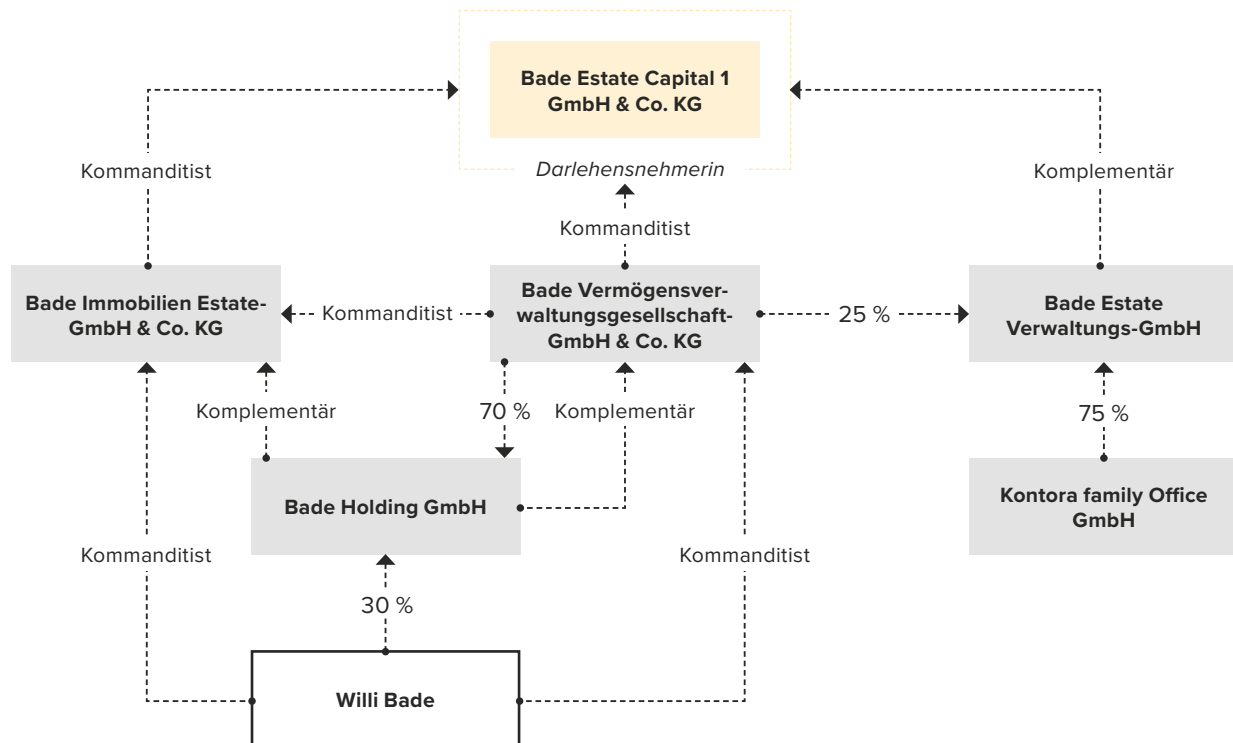 Bade Estate Capital 1
GmbH & Co. KG
Kommanditist
Darlehensnehmerin
Komplementär
Kommanditist
Bade Immobilien Estate-
GmbH & Co. KG
Kommanditist
Bade Vermögensver-
waltungsgesellschaft-
GmbH & Co. KG
25 %
Bade Estate
Verwaltungs-GmbH
Komplementär
70 %
Komplementär
75 %
Bade Holding GmbH
Kontora family Office
GmbH
Kommanditist
Kommanditist
30 %
Willi Bade